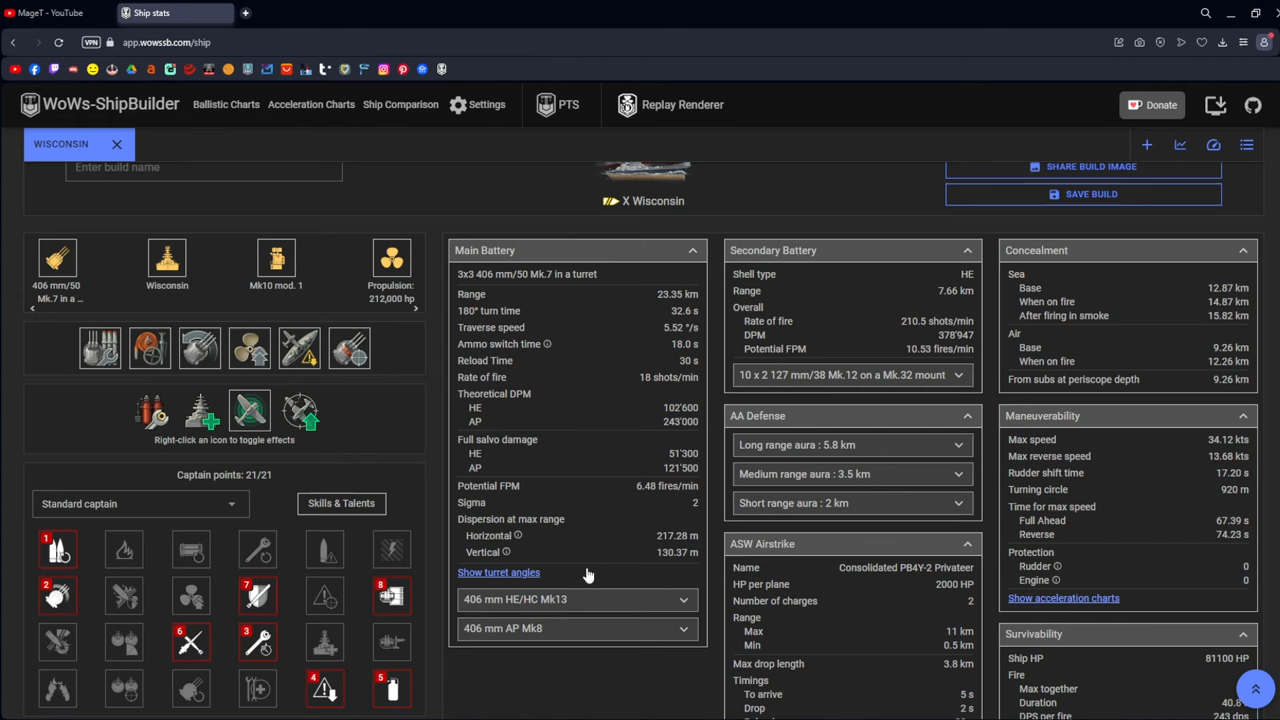 MageT - YouTube
Ship stats
VPN
app.wowssb.com/ship
WoWs-ShipBuilder
Ballistic Charts
Acceleration Charts
Ship Comparison
Settings
PTS
Replay Renderer
Donate
WISCONSIN
Enter build name
X Wisconsin
SHARE BUILD IMAGE
SAVE BUILD
406 mm/50
Mk.7 in a ...
Wisconsin
Mk10 mod. 1
Propulsion:
212,000 hp
Right-click an icon to toggle effects
Captain points: 21/21
Standard captain
Skills & Talents
1
2
7
8
6
3
4
5
Main Battery
3x3 406 mm/50 Mk.7 in a turret
Range 23.35 km
180° turn time 32.6 s
Traverse speed 5.52 °/s
Ammo switch time 18.0 s
Reload Time 30 s
Rate of fire 18 shots/min
Theoretical DPM
HE 102'600
AP 243'000
Full salvo damage
HE 51'300
AP 121'500
Potential FPM 6.48 fires/min
Sigma 2
Dispersion at max range
Horizontal 217.28 m
Vertical 130.37 m
Show turret angles
406 mm HE/HC Mk13
406 mm AP Mk8
Secondary Battery
Shell type HE
Range 7.66 km
Overall
Rate of fire 210.5 shots/min
DPM 378'947
Potential FPM 10.53 fires/min
10 x 2 127 mm/38 Mk.12 on a Mk.32 mount
AA Defense
Long range aura : 5.8 km
Medium range aura : 3.5 km
Short range aura : 2 km
ASW Airstrike
Name Consolidated PB4Y-2 Privateer
HP per plane 2000 HP
Number of charges 2
Range
Max 11 km
Min 0.5 km
Max drop length 3.8 km
Timings
To arrive 5 s
Drop 2 s
Concealment
Sea
Base 12.87 km
When on fire 14.87 km
After firing in smoke 15.82 km
Air
Base 9.26 km
When on fire 12.26 km
From subs at periscope depth 9.26 km
Maneuverability
Max speed 34.12 kts
Max reverse speed 13.68 kts
Rudder shift time 17.20 s
Turning circle 920 m
Time for max speed
Full Ahead 67.39 s
Reverse 74.23 s
Protection
Rudder 0
Engine 0
Show acceleration charts
Survivability
Ship HP 81100 HP
Fire
Max together
Duration 40.8
DPS per fire 243 dps